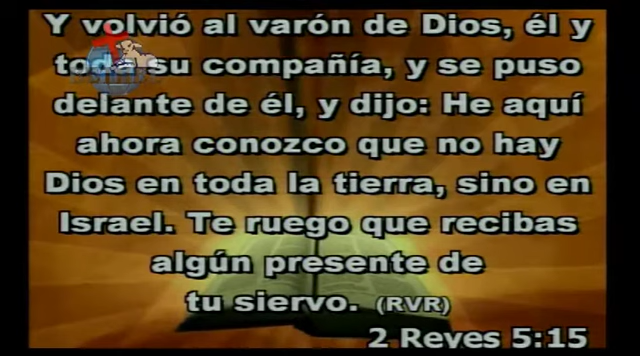 Y volvió al varón de Dios, él y
toda su compañía, y se puso
delante de él, y dijo: He aquí
ahora conozco que no hay
Dios en toda la tierra, sino en
Israel. Te ruego que recibas
algún presente de
tu siervo. (RVR)
2 Reyes 5:15